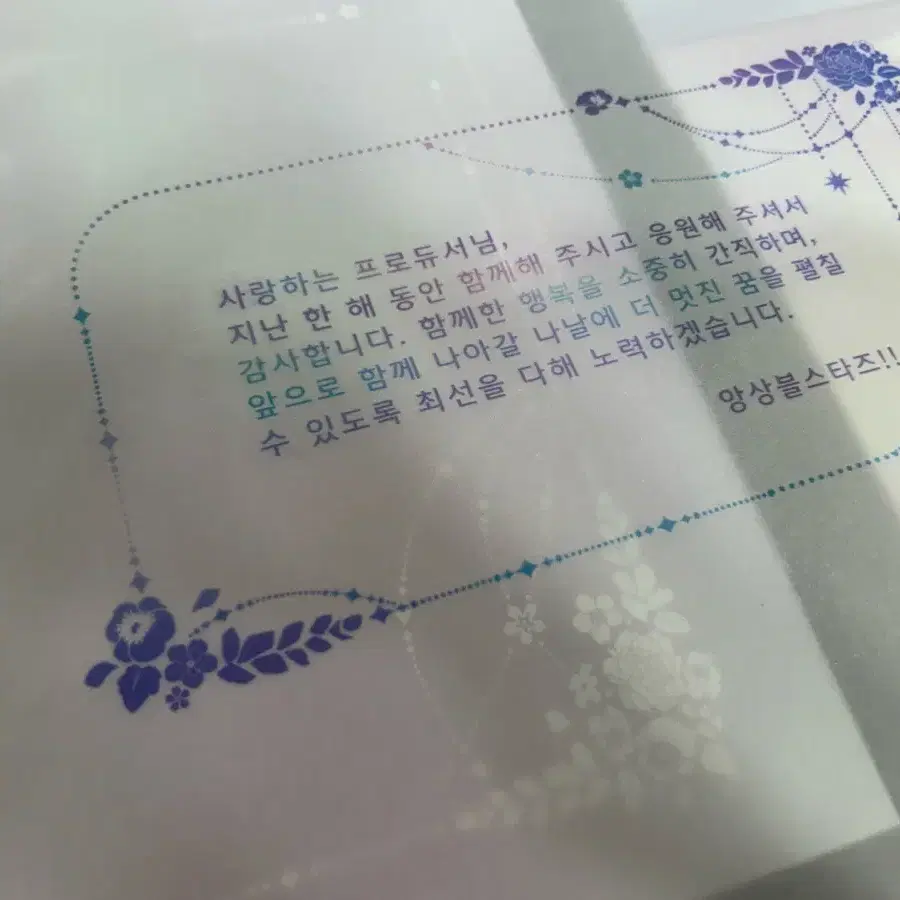 사랑하는 프로듀서님,
지난 한 해 동안 함께해 주시고 응원해 주셔서
감사합니다. 함께한 행복을 소중히 간직하며,
앞으로 함께 나아갈 나날에 더 멋진 꿈을 펼칠
수 있도록 최선을 다해 노력하겠습니다.
앙상블스타즈!!